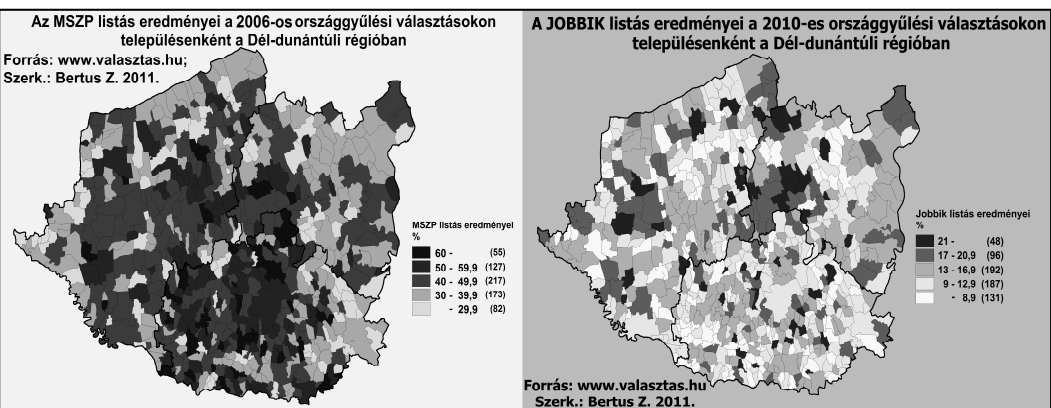 Az MSZP listás eredményei a 2006-os országgyűlési választásokon
településenként a Dél-dunántúli régióban
Forrás: www.valasztas.hu;
Szerk.: Bertus Z. 2011.
MSZP listás eredményei
%
60 - (55)
50 - 59,9 (127)
40 - 49,9 (217)
30 - 39,9 (173)
- 29,9 (82)
A JOBBIK listás eredményei a 2010-es országgyűlési választásokon
településenként a Dél-dunántúli régióban
Jobbik listás eredményei
%
21 - (48)
17 - 20,9 (96)
13 - 16,9 (192)
9 - 12,9 (187)
- 8,9 (131)
Forrás: www.valasztas.hu
Szerk.: Bertus Z. 2011.